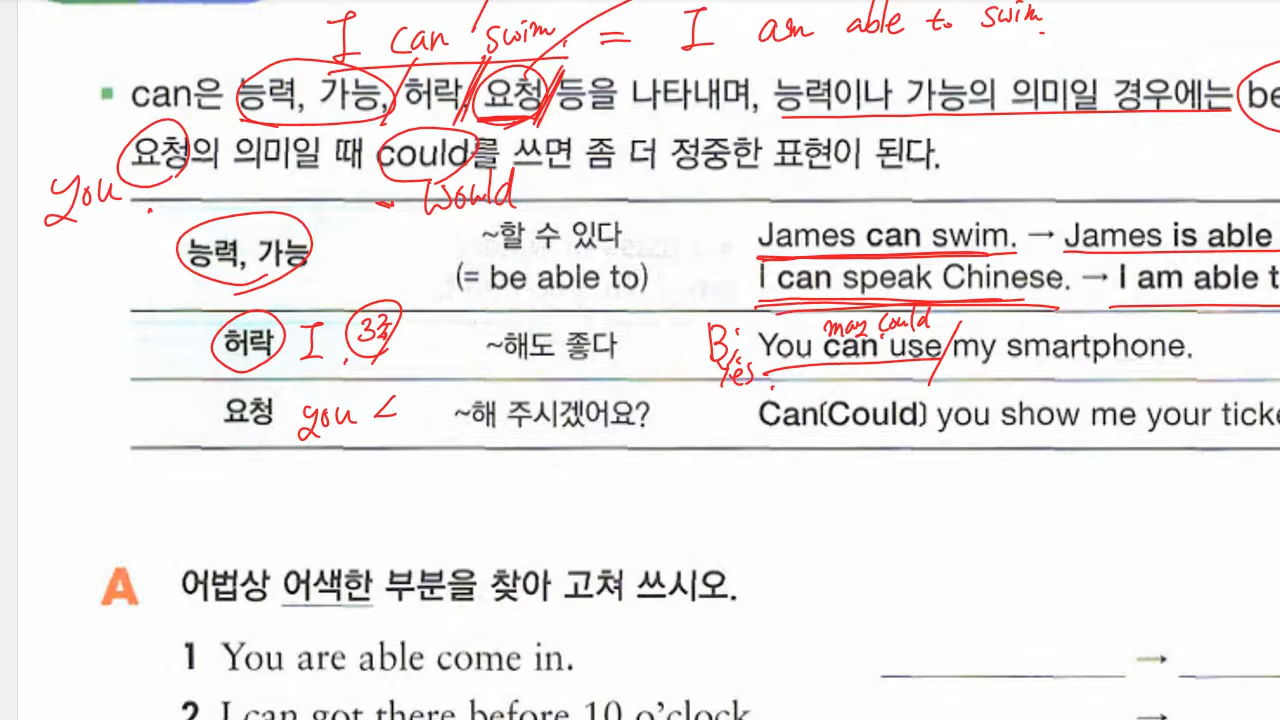 I can swim. = I am able to swim.
can은 능력, 가능, 허락, 요청 등을 나타내며, 능력이나 가능의 의미일 경우에는 be
요청의 의미일 때 could를 쓰면 좀 더 정중한 표현이 된다.
you would
능력, 가능 ~할 수 있다 James can swim. → James is able
(= be able to) I can speak Chinese. → I am able t
may could
허락 I 3 ~해도 좋다 B: You can use my smartphone.
yes
요청 you < ~해 주시겠어요? Can(Could) you show me your ticke
A 어법상 어색한 부분을 찾아 고쳐 쓰시오.
1 You are able come in. →
2 I can got there before 10 o'clock →